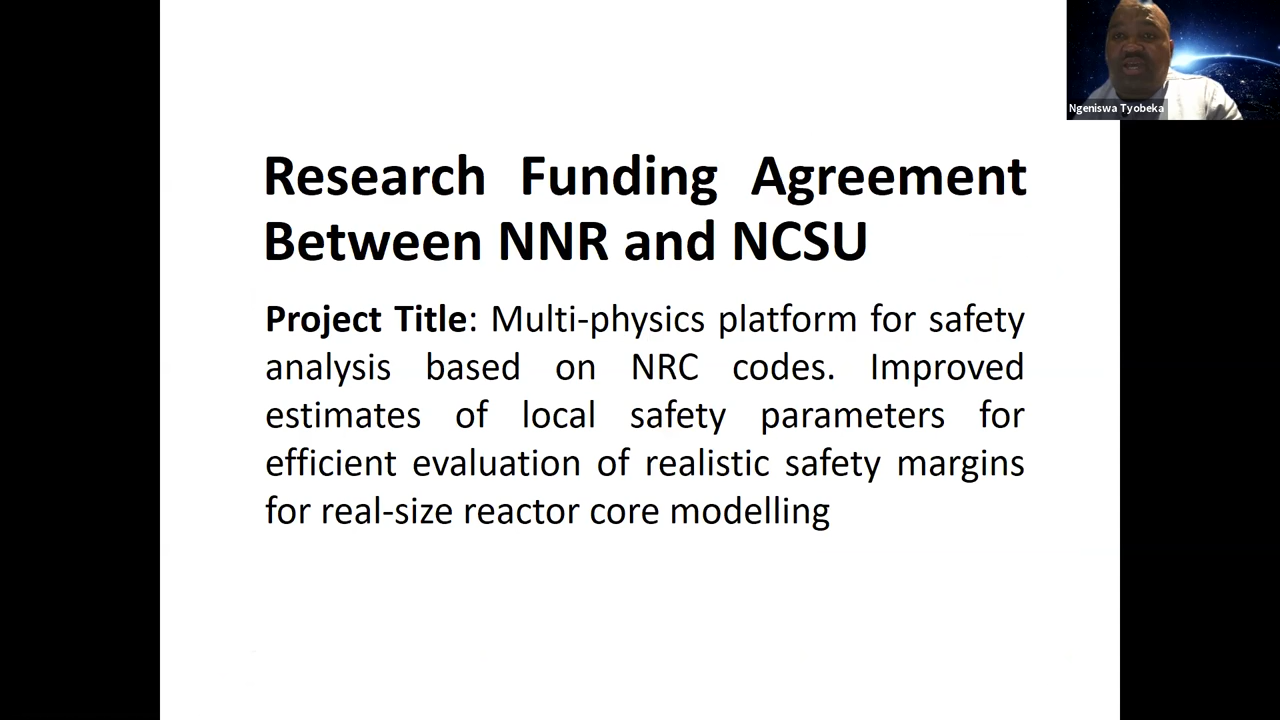 Ngeniswa Tyobeka
Research Funding Agreement
Between NNR and NCSU
Project Title: Multi-physics platform for safety
analysis based on NRC codes. Improved
estimates of local safety parameters for
efficient evaluation of realistic safety margins
for real-size reactor core modelling